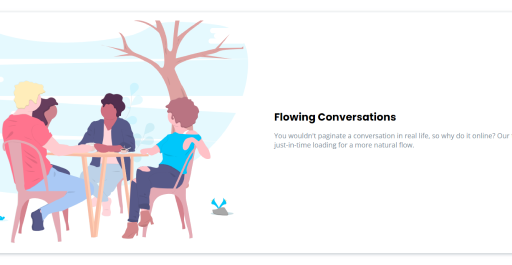 Flowing Conversations
You wouldn't paginate a conversation in real life, so why do it online? Our
just-in-time loading for a more natural flow.